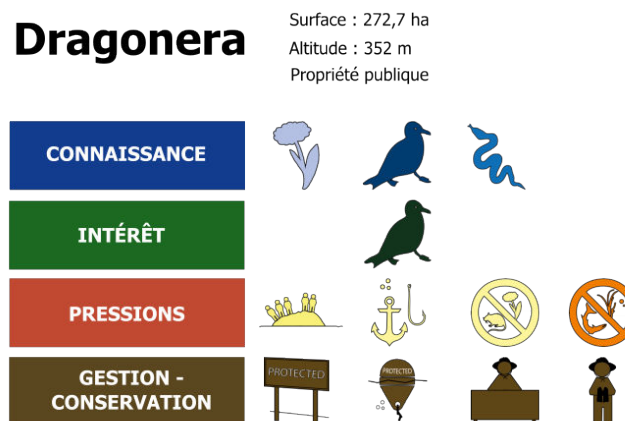 Dragonera
Surface : 272,7 ha
Altitude : 352 m
Propriété publique
CONNAISSANCE
INTÉRÊT
PRESSIONS
GESTION -
CONSERVATION
PROTECTED
PROTECTED